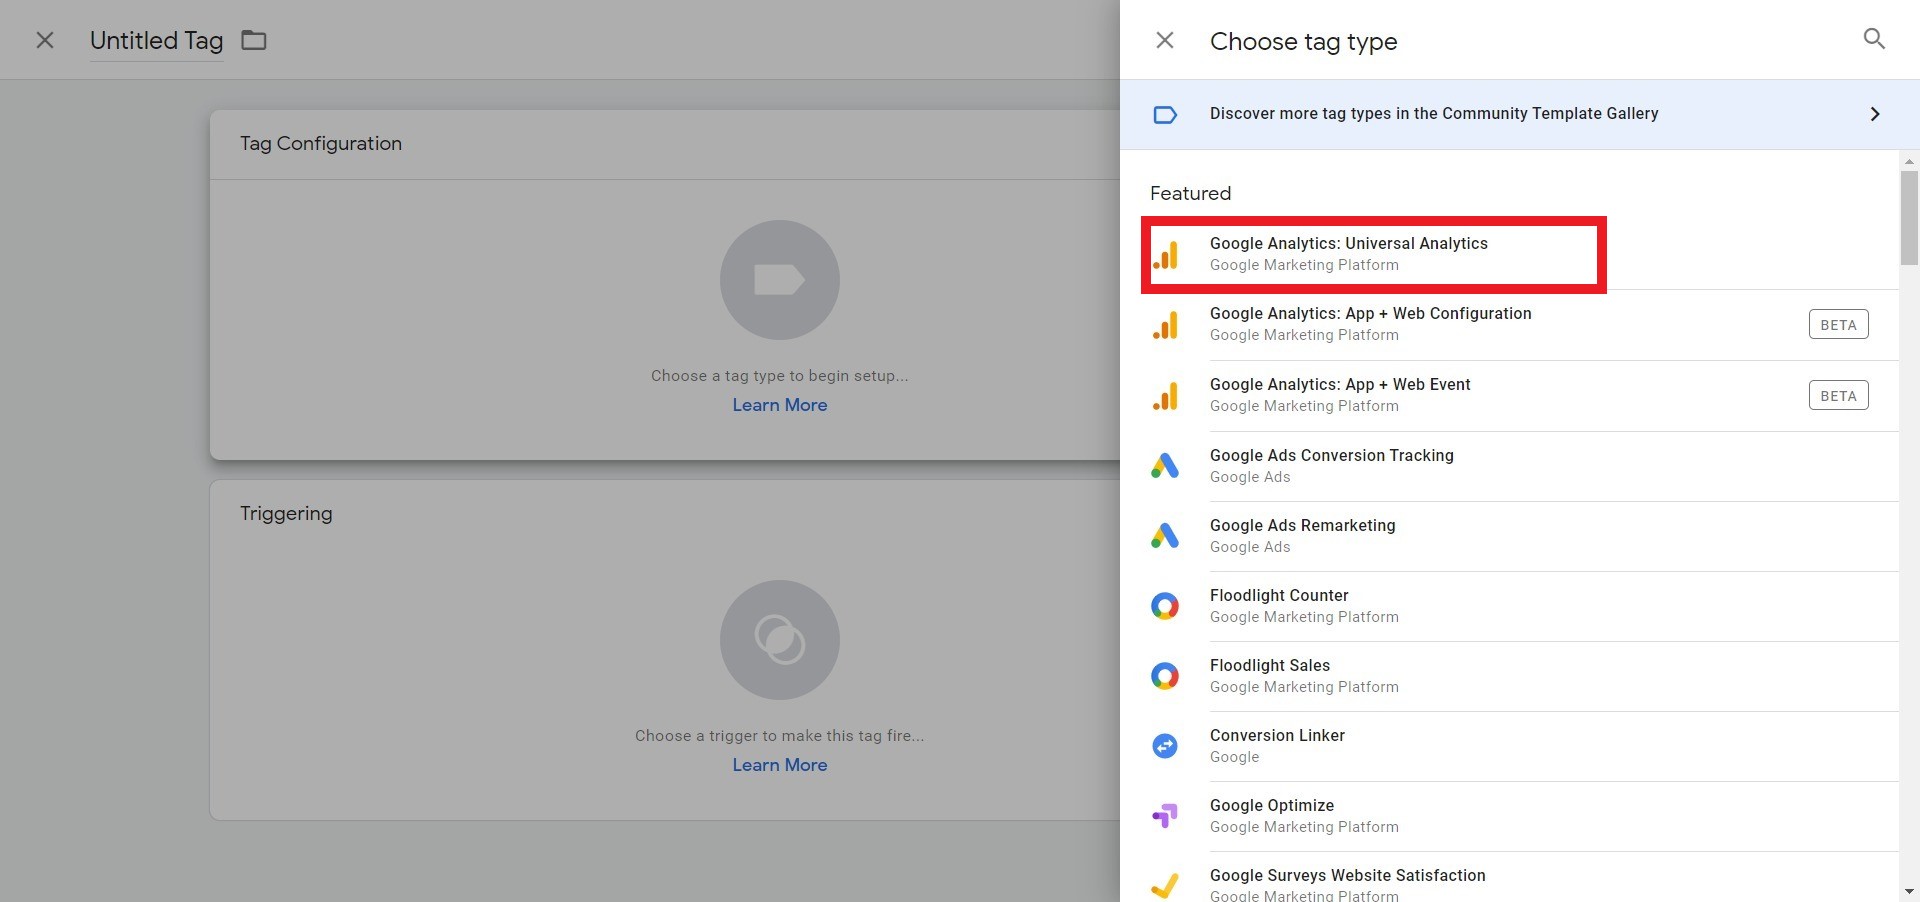 Untitled Tag
Tag Configuration
Choose a tag type to begin setup...
Learn More
Triggering
Choose a trigger to make this tag fire...
Learn More
Choose tag type
Discover more tag types in the Community Template Gallery
Featured
Google Analytics: Universal Analytics
Google Marketing Platform
Google Analytics: App + Web Configuration
Google Marketing Platform
BETA
Google Analytics: App + Web Event
Google Marketing Platform
BETA
Google Ads Conversion Tracking
Google Ads
Google Ads Remarketing
Google Ads
Floodlight Counter
Google Marketing Platform
Floodlight Sales
Google Marketing Platform
Conversion Linker
Google
Google Optimize
Google Marketing Platform
Google Surveys Website Satisfaction
Google Marketing Platform